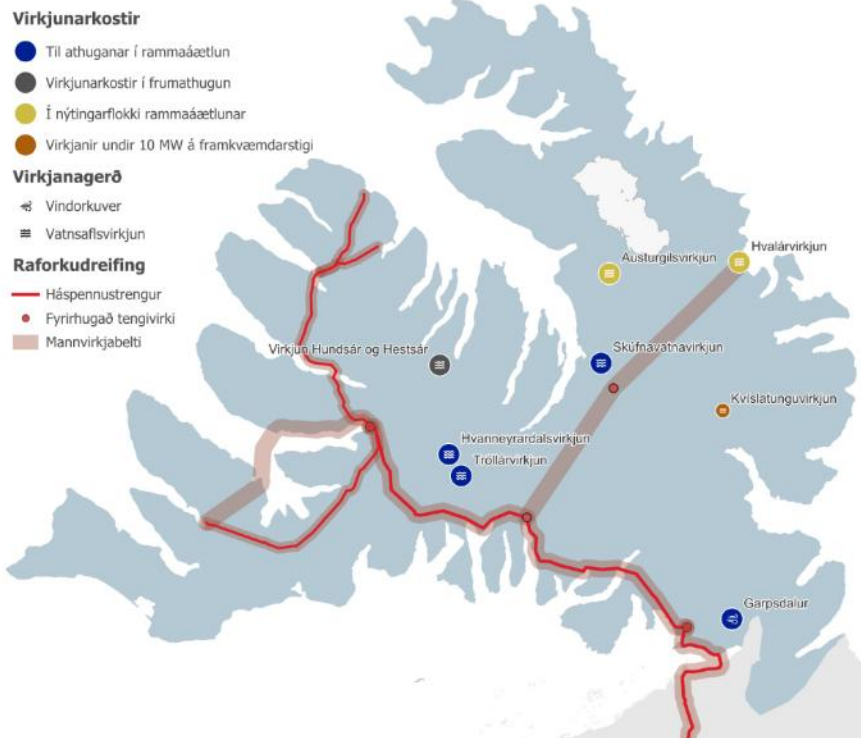 Virkjunarkostir
Til athuganar í rammaáætlun
Virkjunarkostir í frumathugun
Í nýtingarflokki rammaáætlunar
Virkjanir undir 10 MW á framkvæmdarstigi
Virkjanagerð
Vindorkuver
Vatnsaflsvirkjun
Raforkudreifing
Háspennustrengur
Fyrirhugað tengivirki
Mannvirkjabelti
Hvalárvirkjun
Austurgilsvirkjun
Virkjun Hundsár og Hestsár
Skúfnavatnavirkjun
Kvíslatunguvirkjun
Hvanneyrardalsvirkjun
Tröllárvirkjun
Garpsdalur